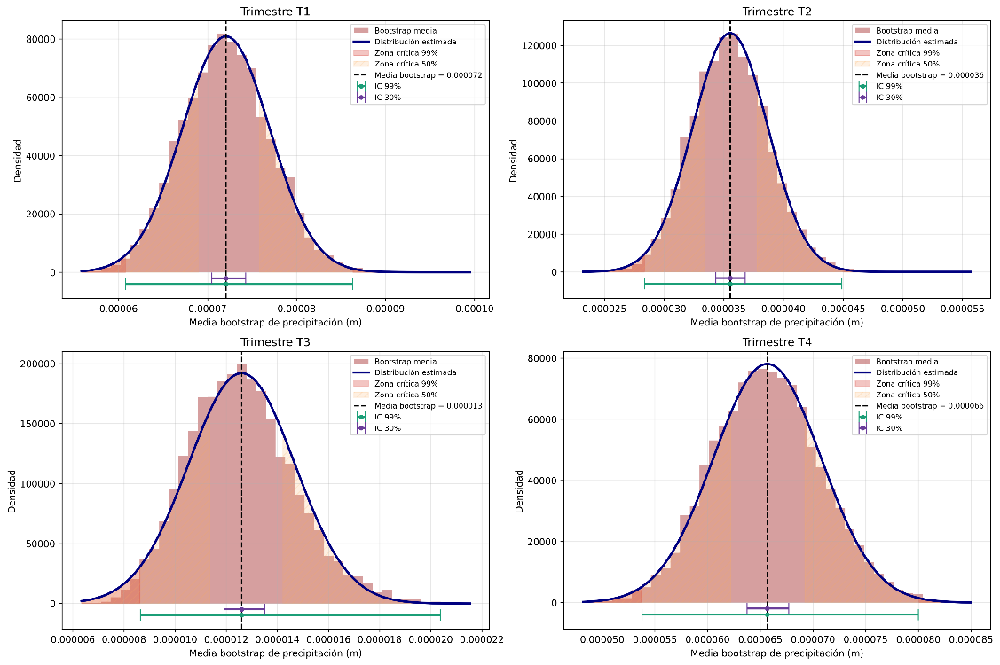 Trimestre T1
Densidad
80000
60000
40000
20000
0
Bootstrap media
Distribución estimada
Zona crítica 99%
Zona crítica 50%
Media bootstrap = 0.000072
IC 99%
IC 30%
0.00006 0.00007 0.00008 0.00009 0.00010
Media bootstrap de precipitación (m)
Trimestre T2
Densidad
120000
100000
80000
60000
40000
20000
0
Bootstrap media
Distribución estimada
Zona crítica 99%
Zona crítica 50%
Media bootstrap = 0.000036
IC 99%
IC 30%
0.000025 0.000030 0.000035 0.000040 0.000045 0.000050 0.000055
Media bootstrap de precipitación (m)
Trimestre T3
Densidad
200000
150000
100000
50000
0
Bootstrap media
Distribución estimada
Zona crítica 99%
Zona crítica 50%
Media bootstrap = 0.000013
IC 99%
IC 30%
0.000006 0.000008 0.000010 0.000012 0.000014 0.000016 0.000018 0.000020 0.000022
Media bootstrap de precipitación (m)
Trimestre T4
Densidad
80000
60000
40000
20000
0
Bootstrap media
Distribución estimada
Zona crítica 99%
Zona crítica 50%
Media bootstrap = 0.000066
IC 99%
IC 30%
0.000050 0.000055 0.000060 0.000065 0.000070 0.000075 0.000080 0.000085
Media bootstrap de precipitación (m)